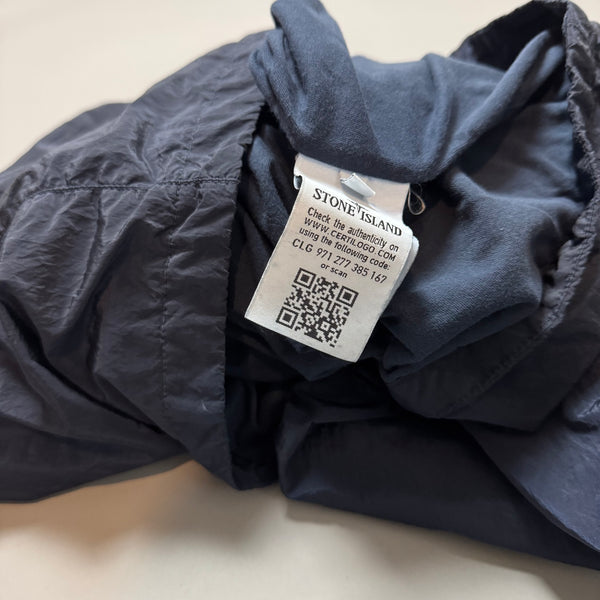 STONE ISLAND
Check the authenticity on
WWW.CERTILOGO.COM
using the following code:
CLG 971 277 385 167
or scan